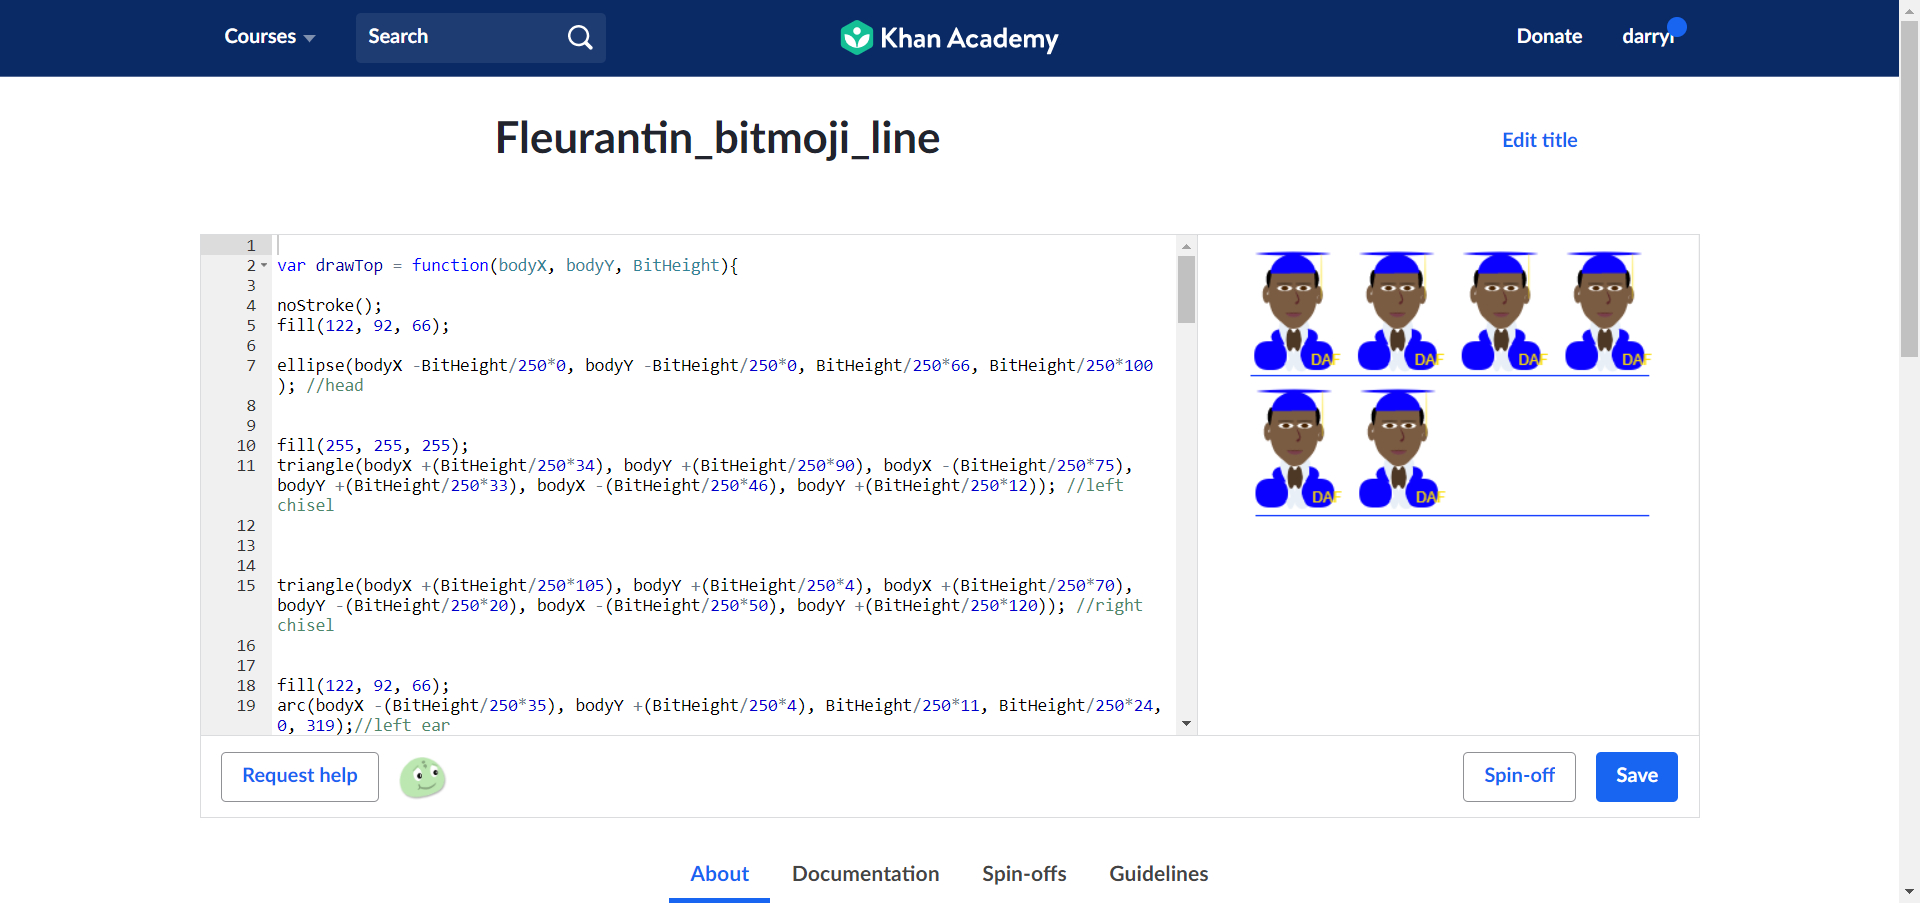 Courses
Search
Khan Academy
Donate
darryl
Fleurantin_bitmoji_line
Edit title
1
2 var drawTop = function(bodyX, bodyY, BitHeight){
3
4 noStroke();
5 fill(122, 92, 66);
6
7 ellipse(bodyX -BitHeight/250*0, bodyY -BitHeight/250*0, BitHeight/250*66, BitHeight/250*100
); //head
8
9
10 fill(255, 255, 255);
11 triangle(bodyX +(BitHeight/250*34), bodyY +(BitHeight/250*90), bodyX -(BitHeight/250*75),
bodyY +(BitHeight/250*33), bodyX -(BitHeight/250*46), bodyY +(BitHeight/250*12)); //left
chisel
12
13
14
15 triangle(bodyX +(BitHeight/250*105), bodyY +(BitHeight/250*4), bodyX +(BitHeight/250*70),
bodyY -(BitHeight/250*20), bodyX -(BitHeight/250*50), bodyY +(BitHeight/250*120)); //right
chisel
16
17
18 fill(122, 92, 66);
19 arc(bodyX -(BitHeight/250*35), bodyY +(BitHeight/250*4), BitHeight/250*11, BitHeight/250*24,
0, 319);//left ear
DAF DAF DAF DAF
DAF DAF
Request help
Spin-off
Save
About
Documentation
Spin-offs
Guidelines